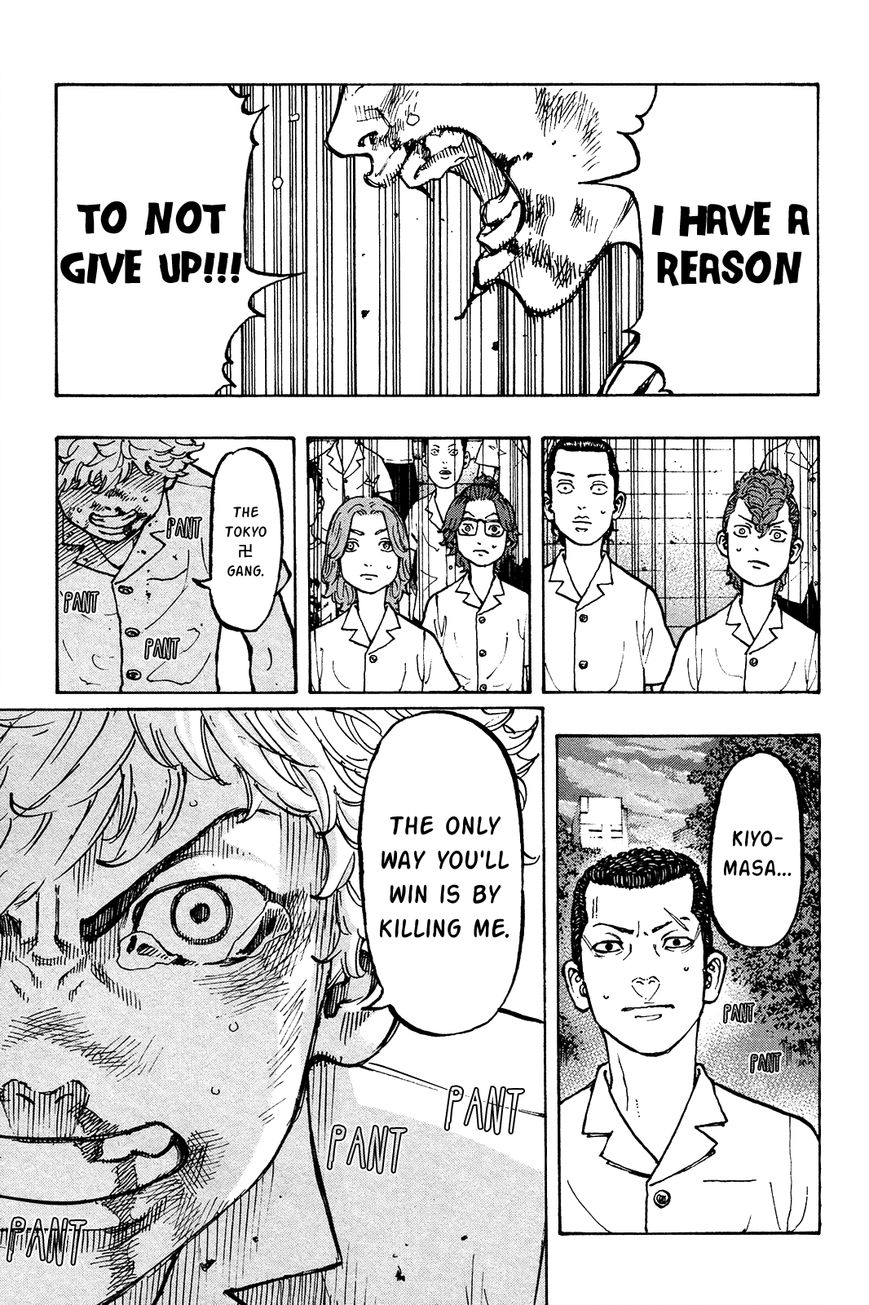 I HAVE A
REASON
TO NOT
GIVE UP!!!
THE
TOKYO
卍
GANG.
PANT
PANT
PANT
KIYO-
MASA...
PANT
PANT
THE ONLY
WAY YOU'LL
WIN IS BY
KILLING ME.
PANT
PANT
PANT